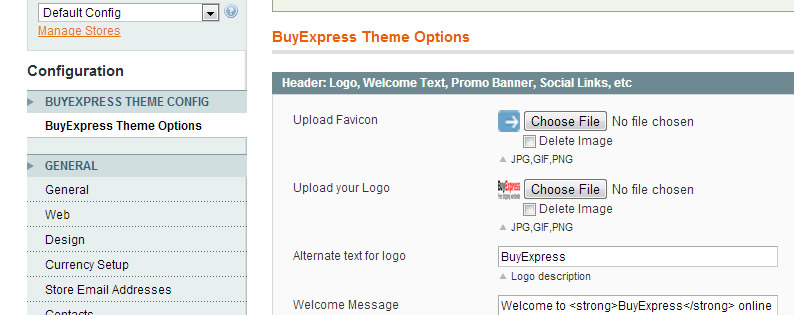 Default Config
Manage Stores
Configuration
BUYEXPRESS THEME CONFIG
BuyExpress Theme Options
GENERAL
General
Web
Design
Currency Setup
Store Email Addresses
Contacts
BuyExpress Theme Options
Header: Logo, Welcome Text, Promo Banner, Social Links, etc
Upload Favicon
Choose File No file chosen
Delete Image
JPG,GIF,PNG
Upload your Logo
BuyExpress
Choose File No file chosen
Delete Image
JPG,GIF,PNG
Alternate text for logo
BuyExpress
Logo description
Welcome Message
Welcome to <strong>BuyExpress</strong> online